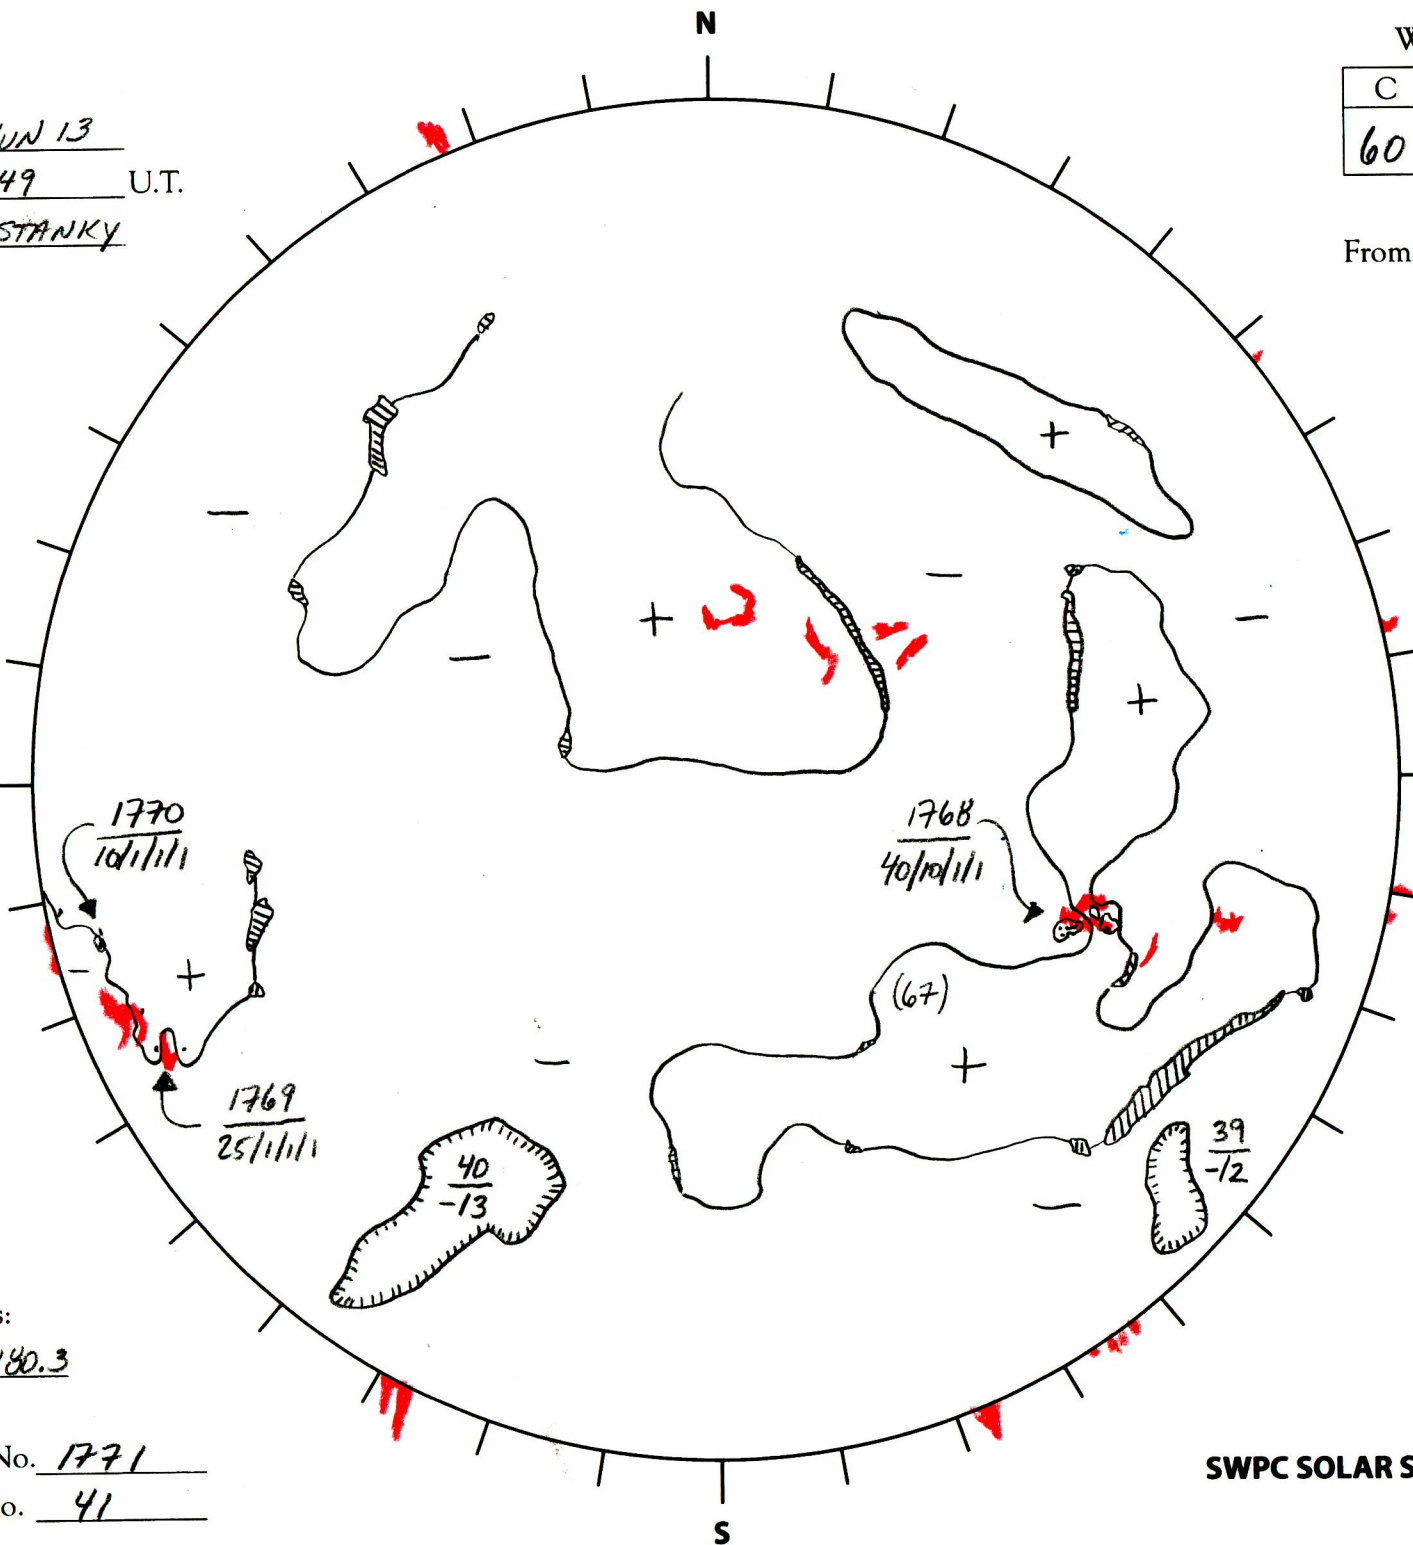 N
W
C
60
UN 13
49 U.T.
STANKY
From
+
−
−
+
−
−
+
+
1770
10/1/1/1
1768
40/10/1/1
−
+
(67)
−
+
1769
25/1/1/1
40
-13
39
-12
−
s:
180.3
No. 1771
o. 41
SWPC SOLAR S
S